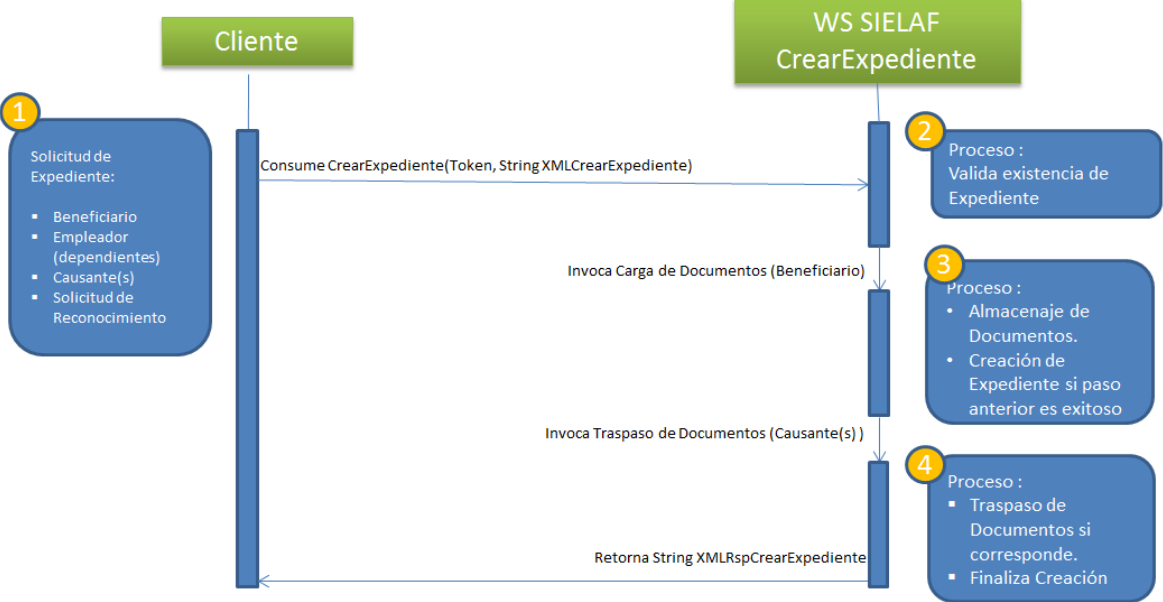 Cliente
WS SIELAF
CrearExpediente
1
Solicitud de
Expediente:
▪ Beneficiario
▪ Empleador
(dependientes)
▪ Causante(s)
▪ Solicitud de
Reconocimiento
Consume CrearExpediente(Token, String XMLCrearExpediente)
2
Proceso :
Valida existencia de
Expediente
Invoca Carga de Documentos (Beneficiario)
3
Proceso :
• Almacenaje de
Documentos.
• Creación de
Expediente si paso
anterior es exitoso
Invoca Traspaso de Documentos (Causante(s) )
4
Proceso :
▪ Traspaso de
Documentos si
corresponde.
▪ Finaliza Creación
Retorna String XMLRspCrearExpediente